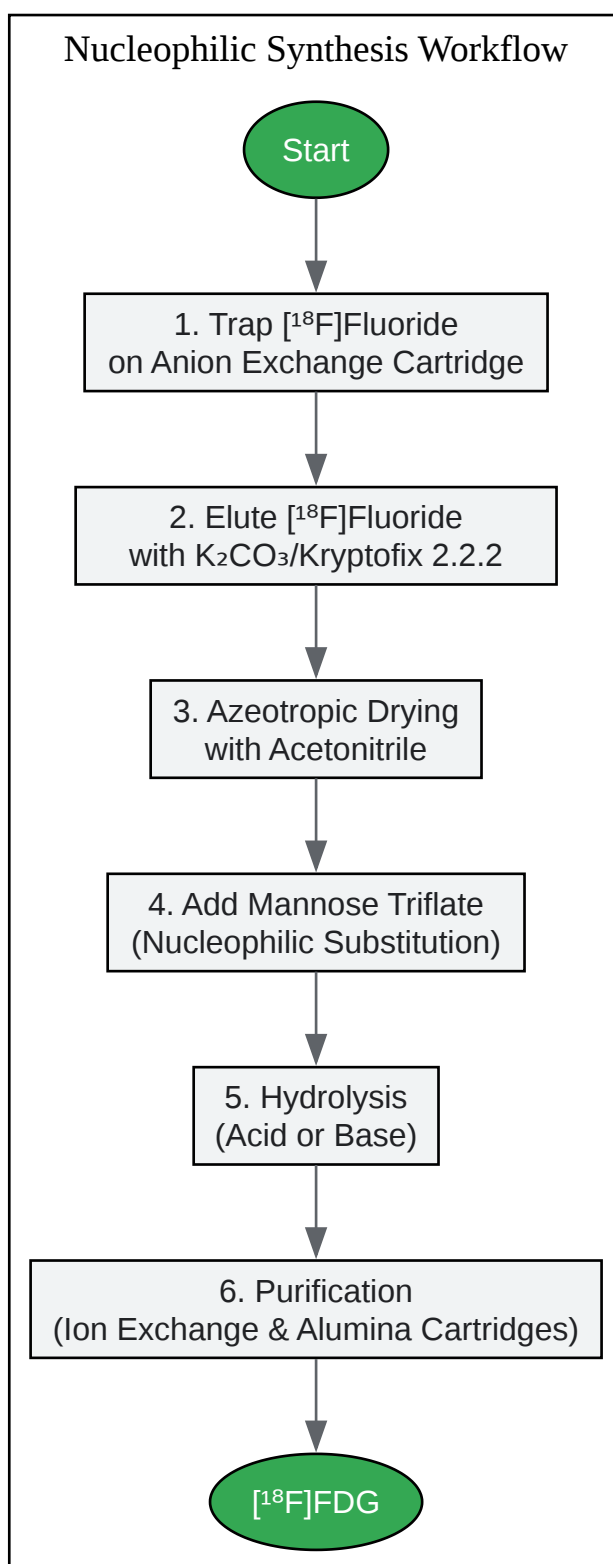 Nucleophilic Synthesis Workflow
Start
1. Trap [¹⁸F]Fluoride
on Anion Exchange Cartridge
2. Elute [¹⁸F]Fluoride
with K₂CO₃/Kryptofix 2.2.2
3. Azeotropic Drying
with Acetonitrile
4. Add Mannose Triflate
(Nucleophilic Substitution)
5. Hydrolysis
(Acid or Base)
6. Purification
(Ion Exchange & Alumina Cartridges)
[¹⁸F]FDG